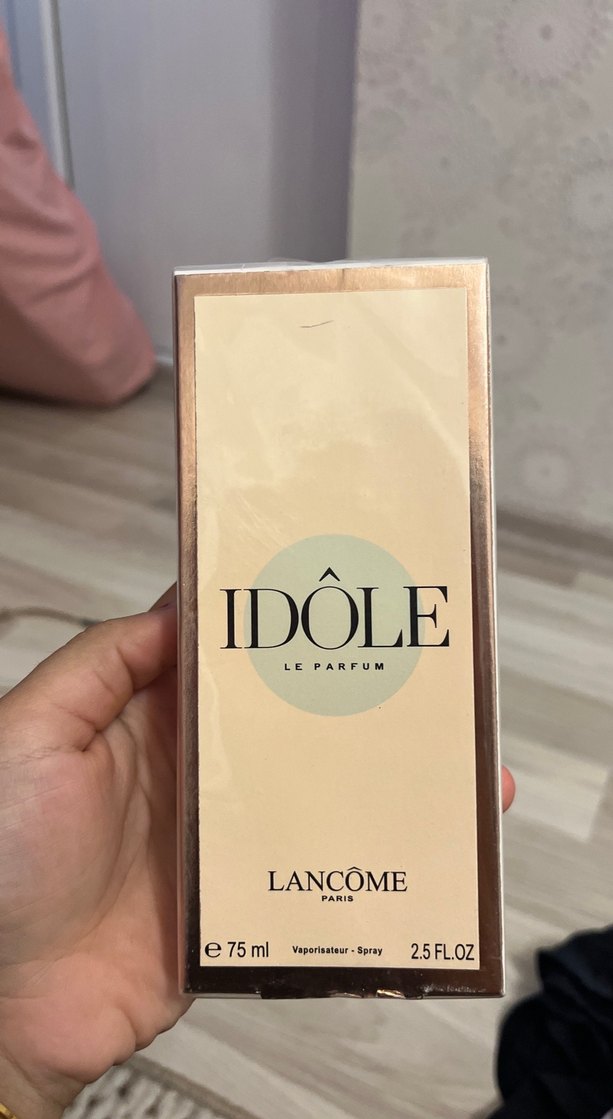 IDÔLE
LE PARFUM
LANCÔME
PARIS
℮ 75 ml Vaporisateur - Spray 2.5 FL.OZ